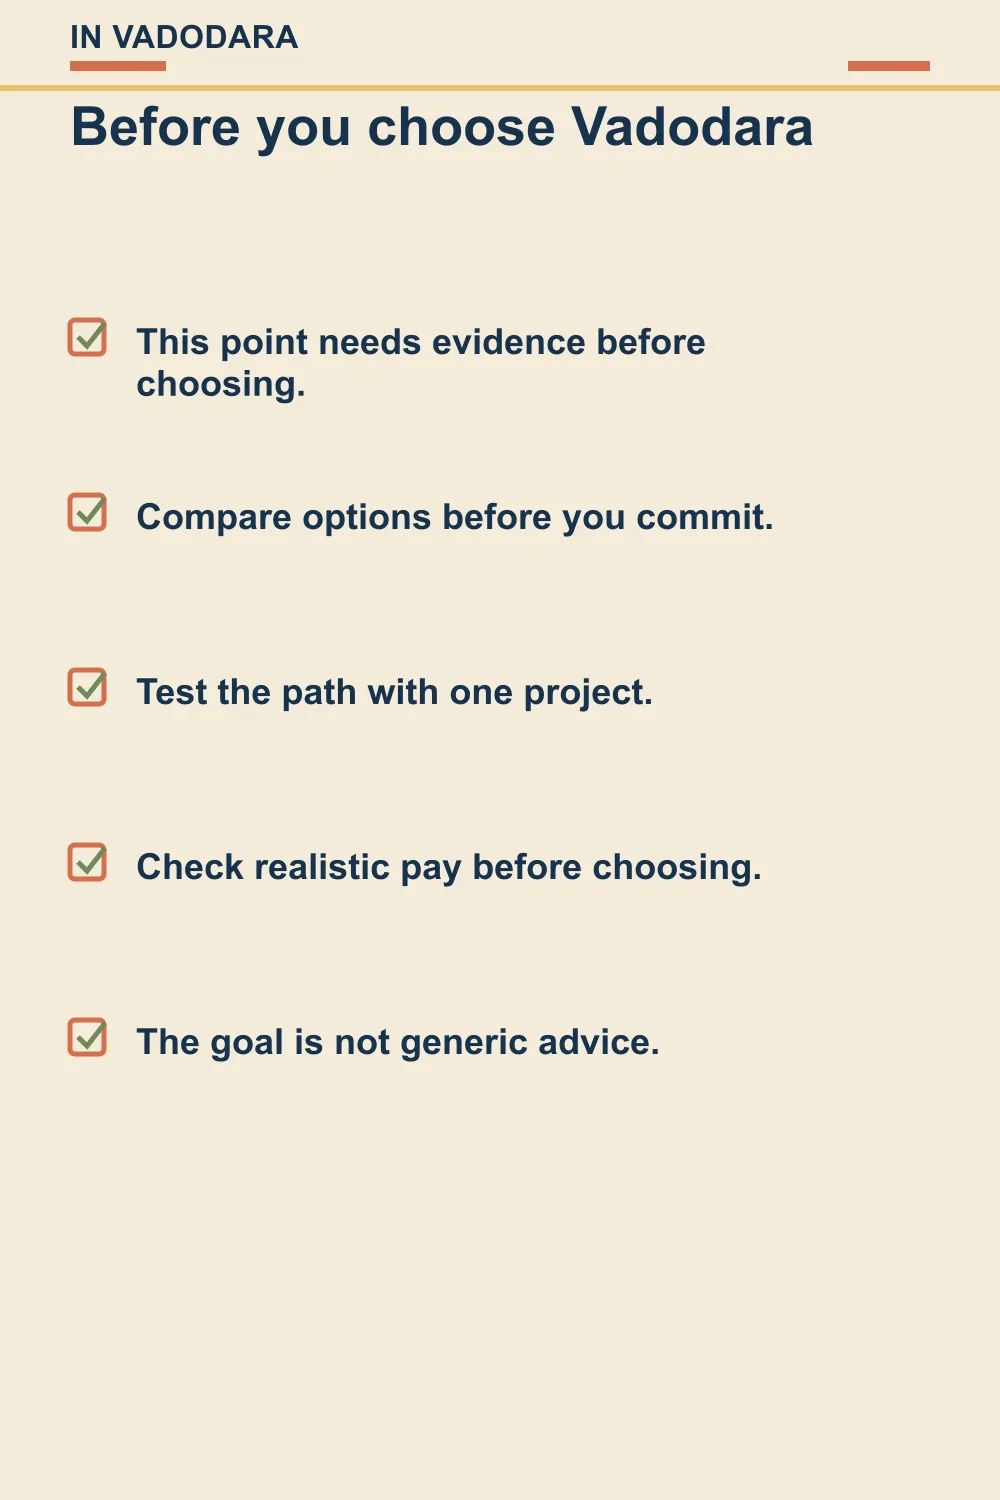 IN VADODARA
Before you choose Vadodara
This point needs evidence before
choosing.
Compare options before you commit.
Test the path with one project.
Check realistic pay before choosing.
The goal is not generic advice.